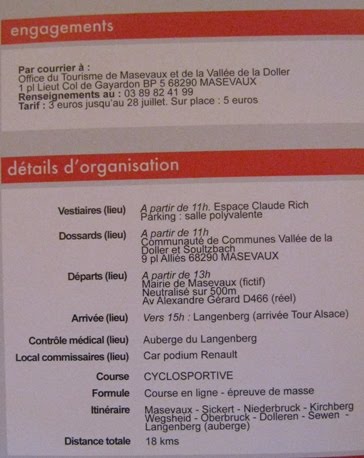 engagements
Par courrier à :
Office du Tourisme de Masevaux et de la Vallée de la Doller
1 pl Lieut Col de Gayardon BP 5 68290 MASEVAUX
Renseignements au : 03 89 82 41 99
Tarif : 3 euros jusqu'au 28 juillet. Sur place : 5 euros
détails d'organisation
Vestiaires (lieu) A partir de 11h. Espace Claude Rich
Parking : salle polyvalente
Dossards (lieu) A partir de 11h
Communauté de Communes Vallée de la
Doller et Soultzbach
9 pl Alliés 68290 MASEVAUX
Départs (lieu) A partir de 13h
Mairie de Masevaux (fictif)
Neutralisé sur 500m
Av Alexandre Gérard D466 (réel)
Arrivée (lieu) Vers 15h : Langenberg (arrivée Tour Alsace)
Contrôle médical (lieu) Auberge du Langenberg
Local commissaires (lieu) Car podium Renault
Course CYCLOSPORTIVE
Formule Course en ligne - épreuve de masse
Itinéraire Masevaux - Sickert - Niederbruck - Kirchberg
Wegsheid - Oberbruck - Dolleren - Sewen -
Langenberg (auberge)
Distance totale 18 kms